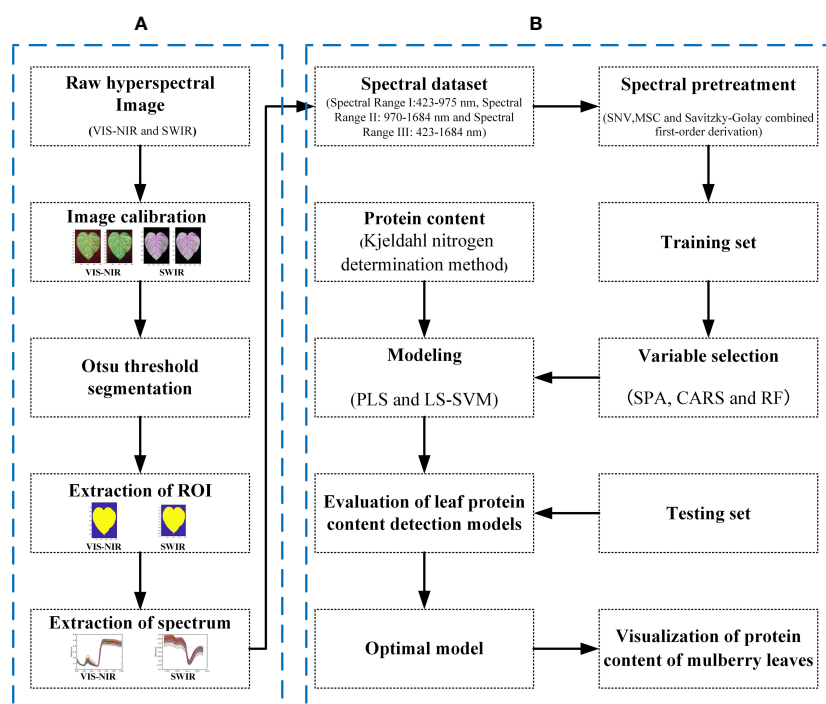 A
B
Raw hyperspectral
Image
(VIS-NIR and SWIR)
Image calibration
VIS-NIR
SWIR
Otsu threshold
segmentation
Extraction of ROI
VIS-NIR
SWIR
Extraction of spectrum
VIS-NIR
SWIR
Spectral dataset
(Spectral Range I:423-975 nm, Spectral
Range II: 970-1684 nm and Spectral
Range III: 423-1684 nm)
Spectral pretreatment
(SNV,MSC and Savitzky-Golay combined
first-order derivation)
Protein content
(Kjeldahl nitrogen
determination method)
Training set
Modeling
(PLS and LS-SVM)
Variable selection
(SPA, CARS and RF)
Evaluation of leaf protein
content detection models
Testing set
Optimal model
Visualization of protein
content of mulberry leaves